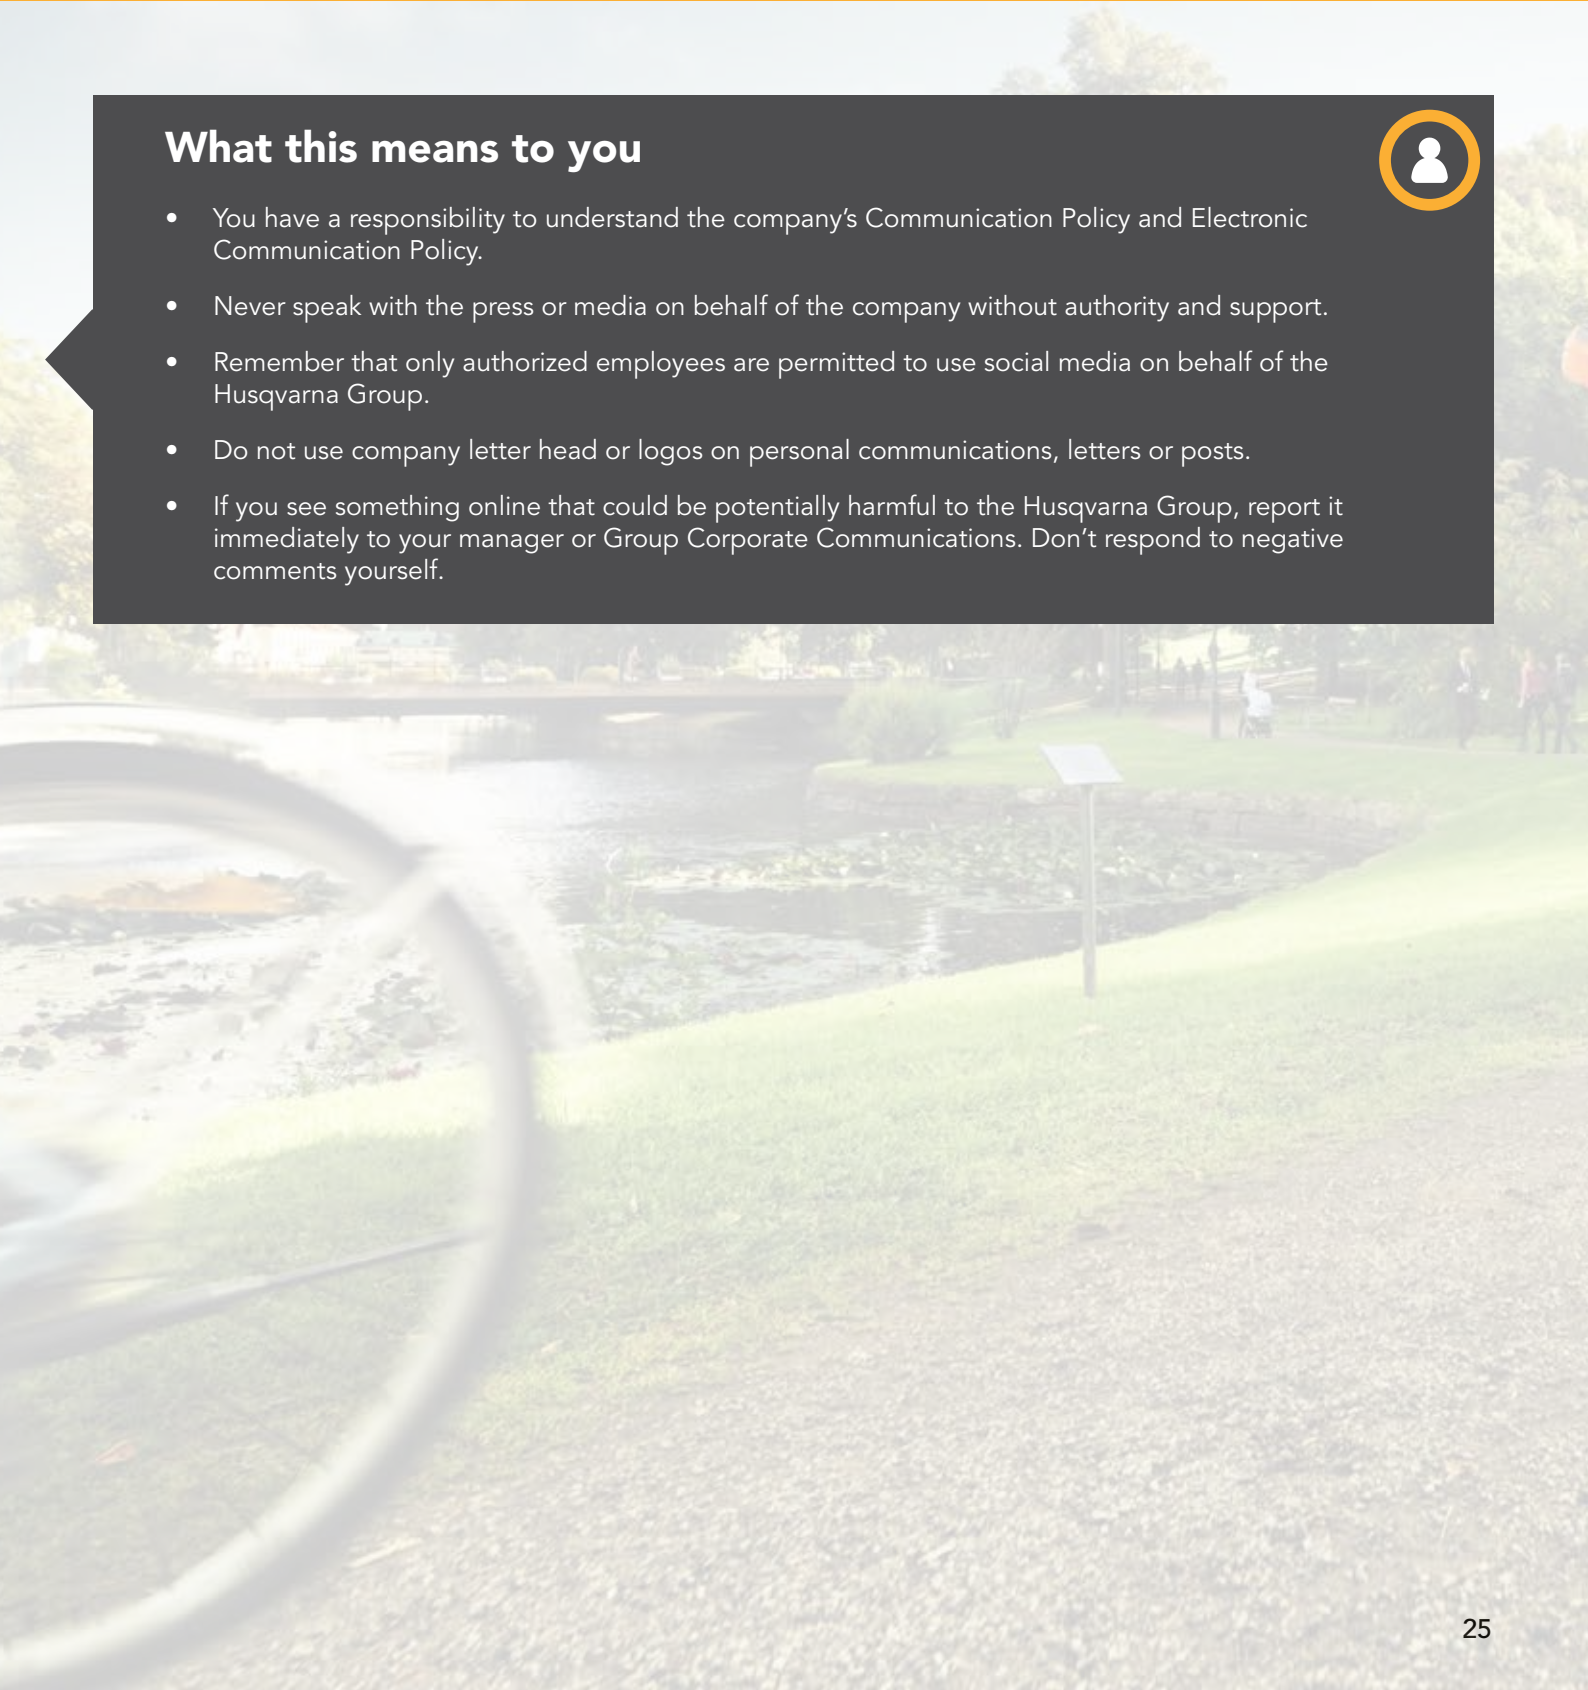 What this means to you
• You have a responsibility to understand the company’s Communication Policy and Electronic
Communication Policy.
• Never speak with the press or media on behalf of the company without authority and support.
• Remember that only authorized employees are permitted to use social media on behalf of the
Husqvarna Group.
• Do not use company letter head or logos on personal communications, letters or posts.
• If you see something online that could be potentially harmful to the Husqvarna Group, report it
immediately to your manager or Group Corporate Communications. Don’t respond to negative
comments yourself.
25